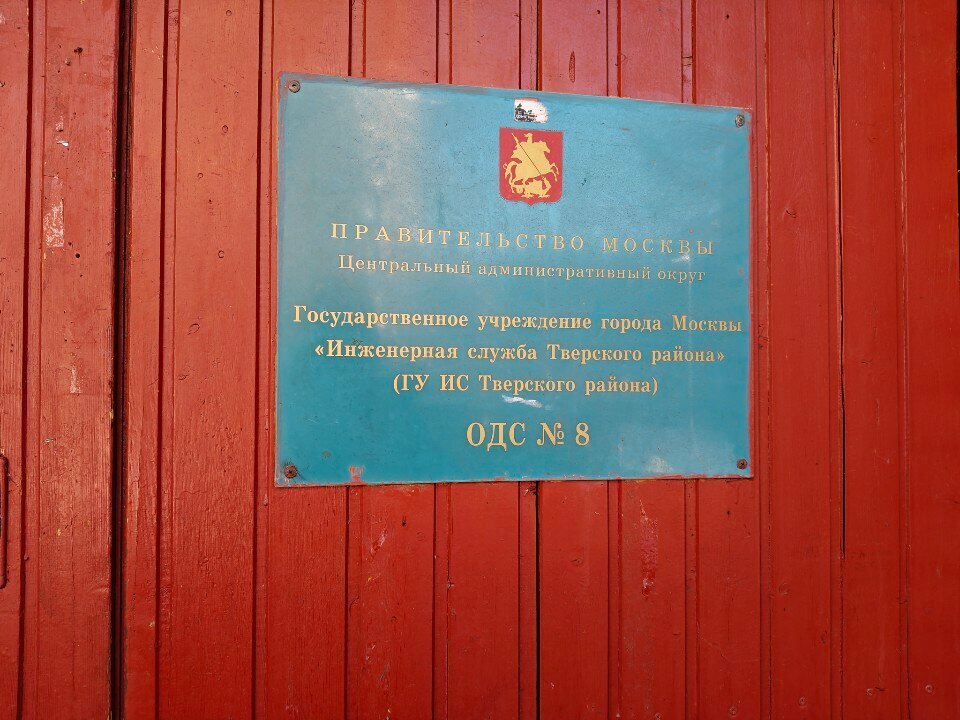 ПРАВИТЕЛЬСТВО МОСКВЫ
Центральный административный округ
Государственное учреждение города Москвы
«Инженерная служба Тверского района»
(ГУ ИС Тверского района)
ОДС № 8